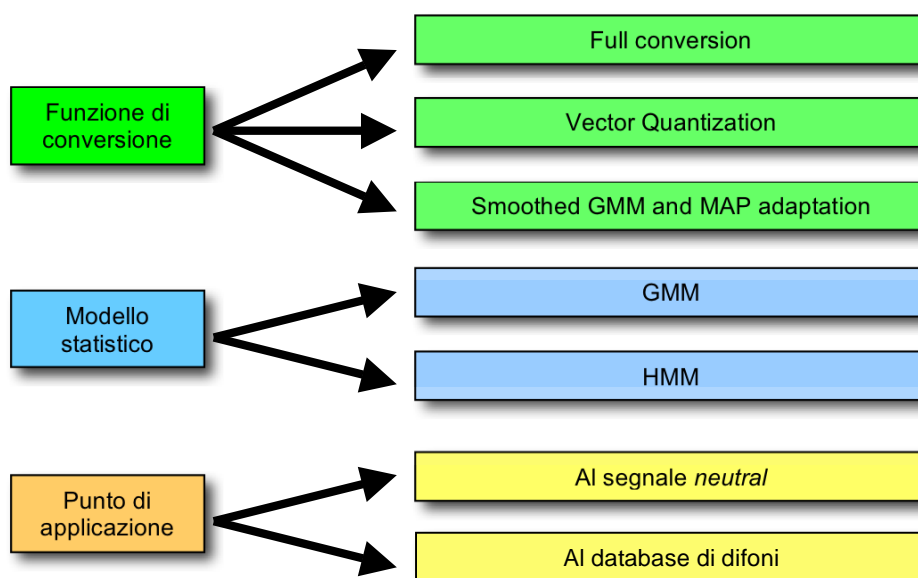 Full conversion
Funzione di
conversione
Vector Quantization
Smoothed GMM and MAP adaptation
Modello
statistico
GMM
HMM
Punto di
applicazione
Al segnale neutral
Al database di difoni